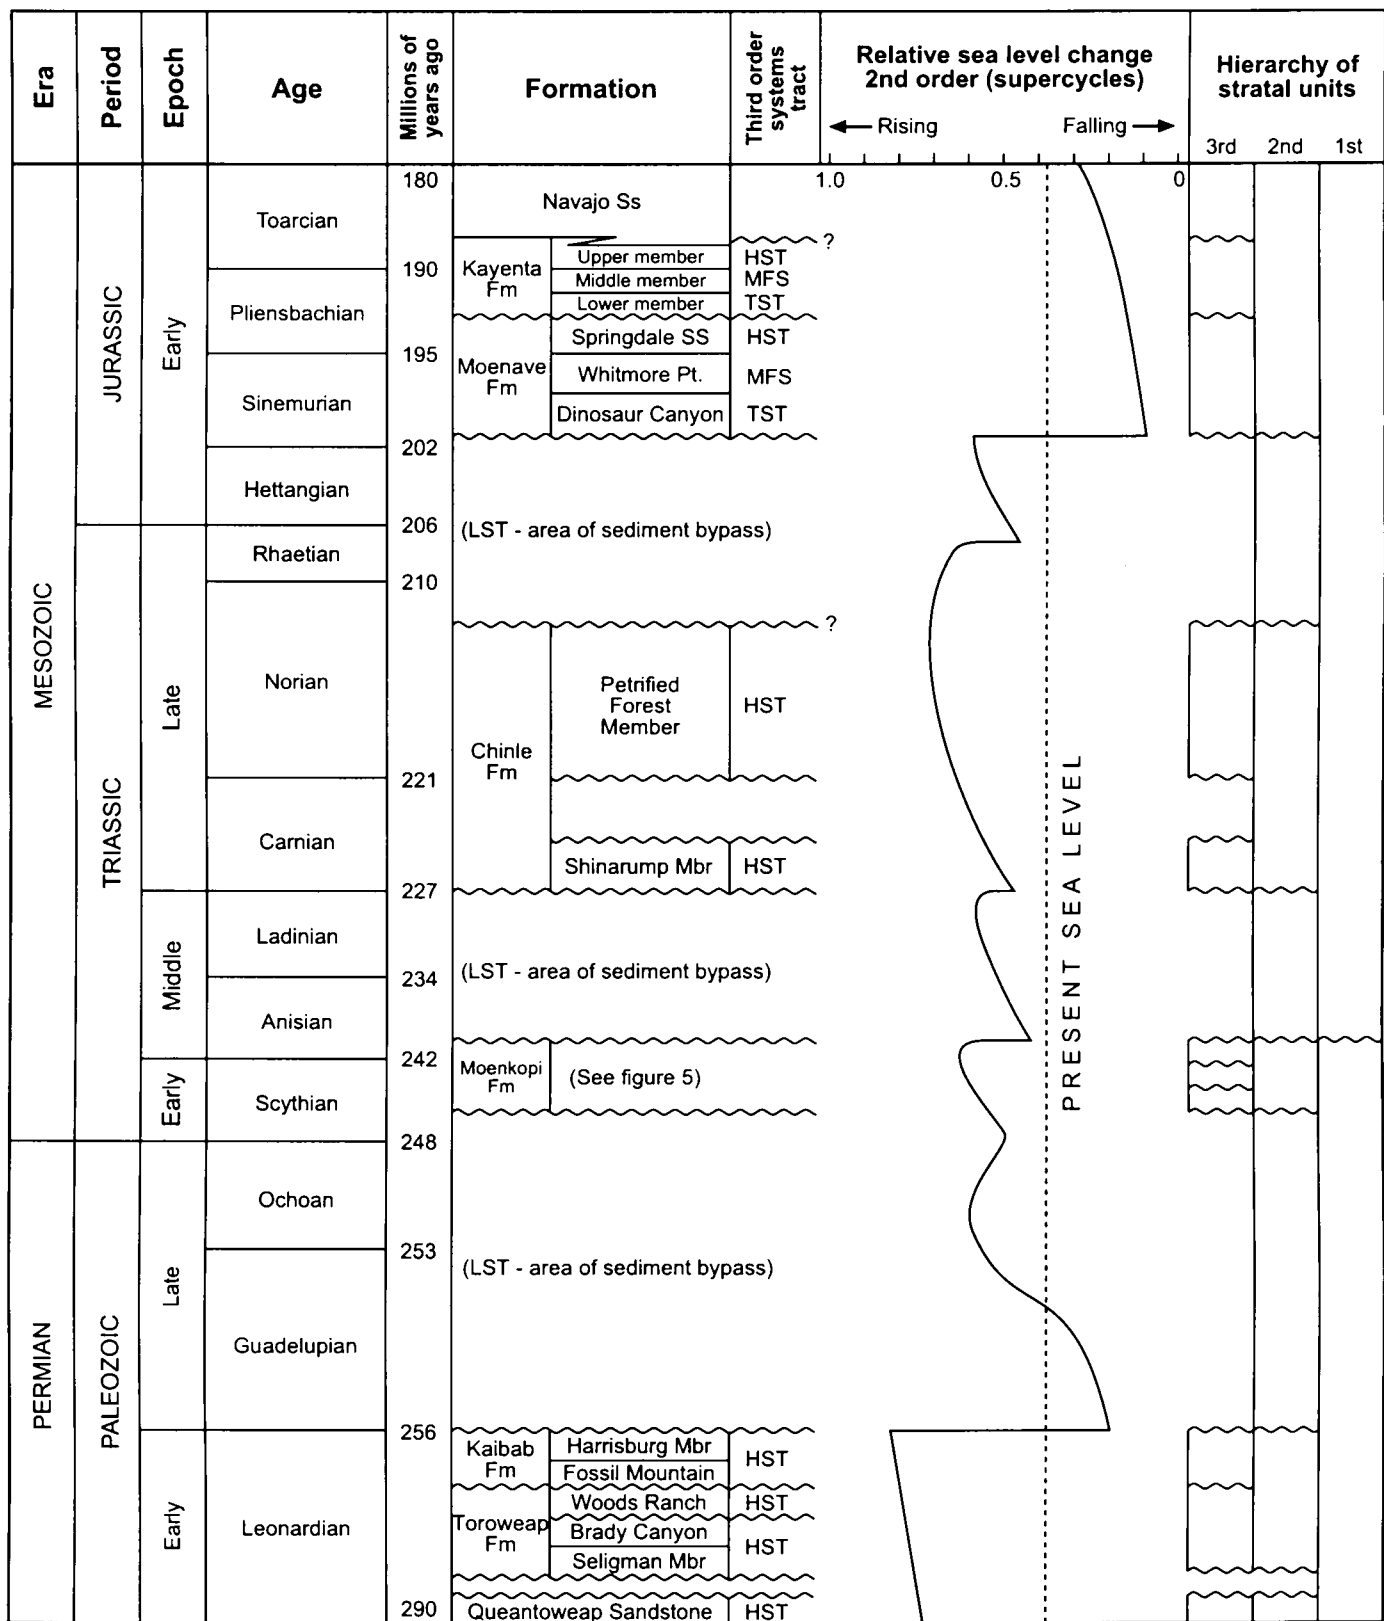 Era
Period
Epoch
Age
Millions of
years ago
Formation
Third order
systems
tract
Relative sea level change
2nd order (supercycles)
Rising
Falling
Hierarchy of
stratal units
3rd
2nd
1st
1.0
0.5
0
MESOZOIC
PERMIAN
JURASSIC
TRIASSIC
PALEOZOIC
Early
Late
Middle
Early
Late
Early
Toarcian
Pliensbachian
Sinemurian
Hettangian
Rhaetian
Norian
Carnian
Ladinian
Anisian
Scythian
Ochoan
Guadelupian
Leonardian
180
190
195
202
206
210
221
227
234
242
248
253
256
290
Navajo Ss
?
Kayenta
Fm
Upper member HST
Middle member MFS
Lower member TST
Moenave
Fm
Springdale SS HST
Whitmore Pt. MFS
Dinosaur Canyon TST
(LST - area of sediment bypass)
?
Chinle
Fm
Petrified
Forest
Member
HST
Shinarump Mbr HST
(LST - area of sediment bypass)
Moenkopi
Fm
(See figure 5)
(LST - area of sediment bypass)
Kaibab
Fm
Harrisburg Mbr
Fossil Mountain
HST
Toroweap
Fm
Woods Ranch HST
Brady Canyon
Seligman Mbr
HST
Queantoweap Sandstone HST
PRESENT SEA LEVEL